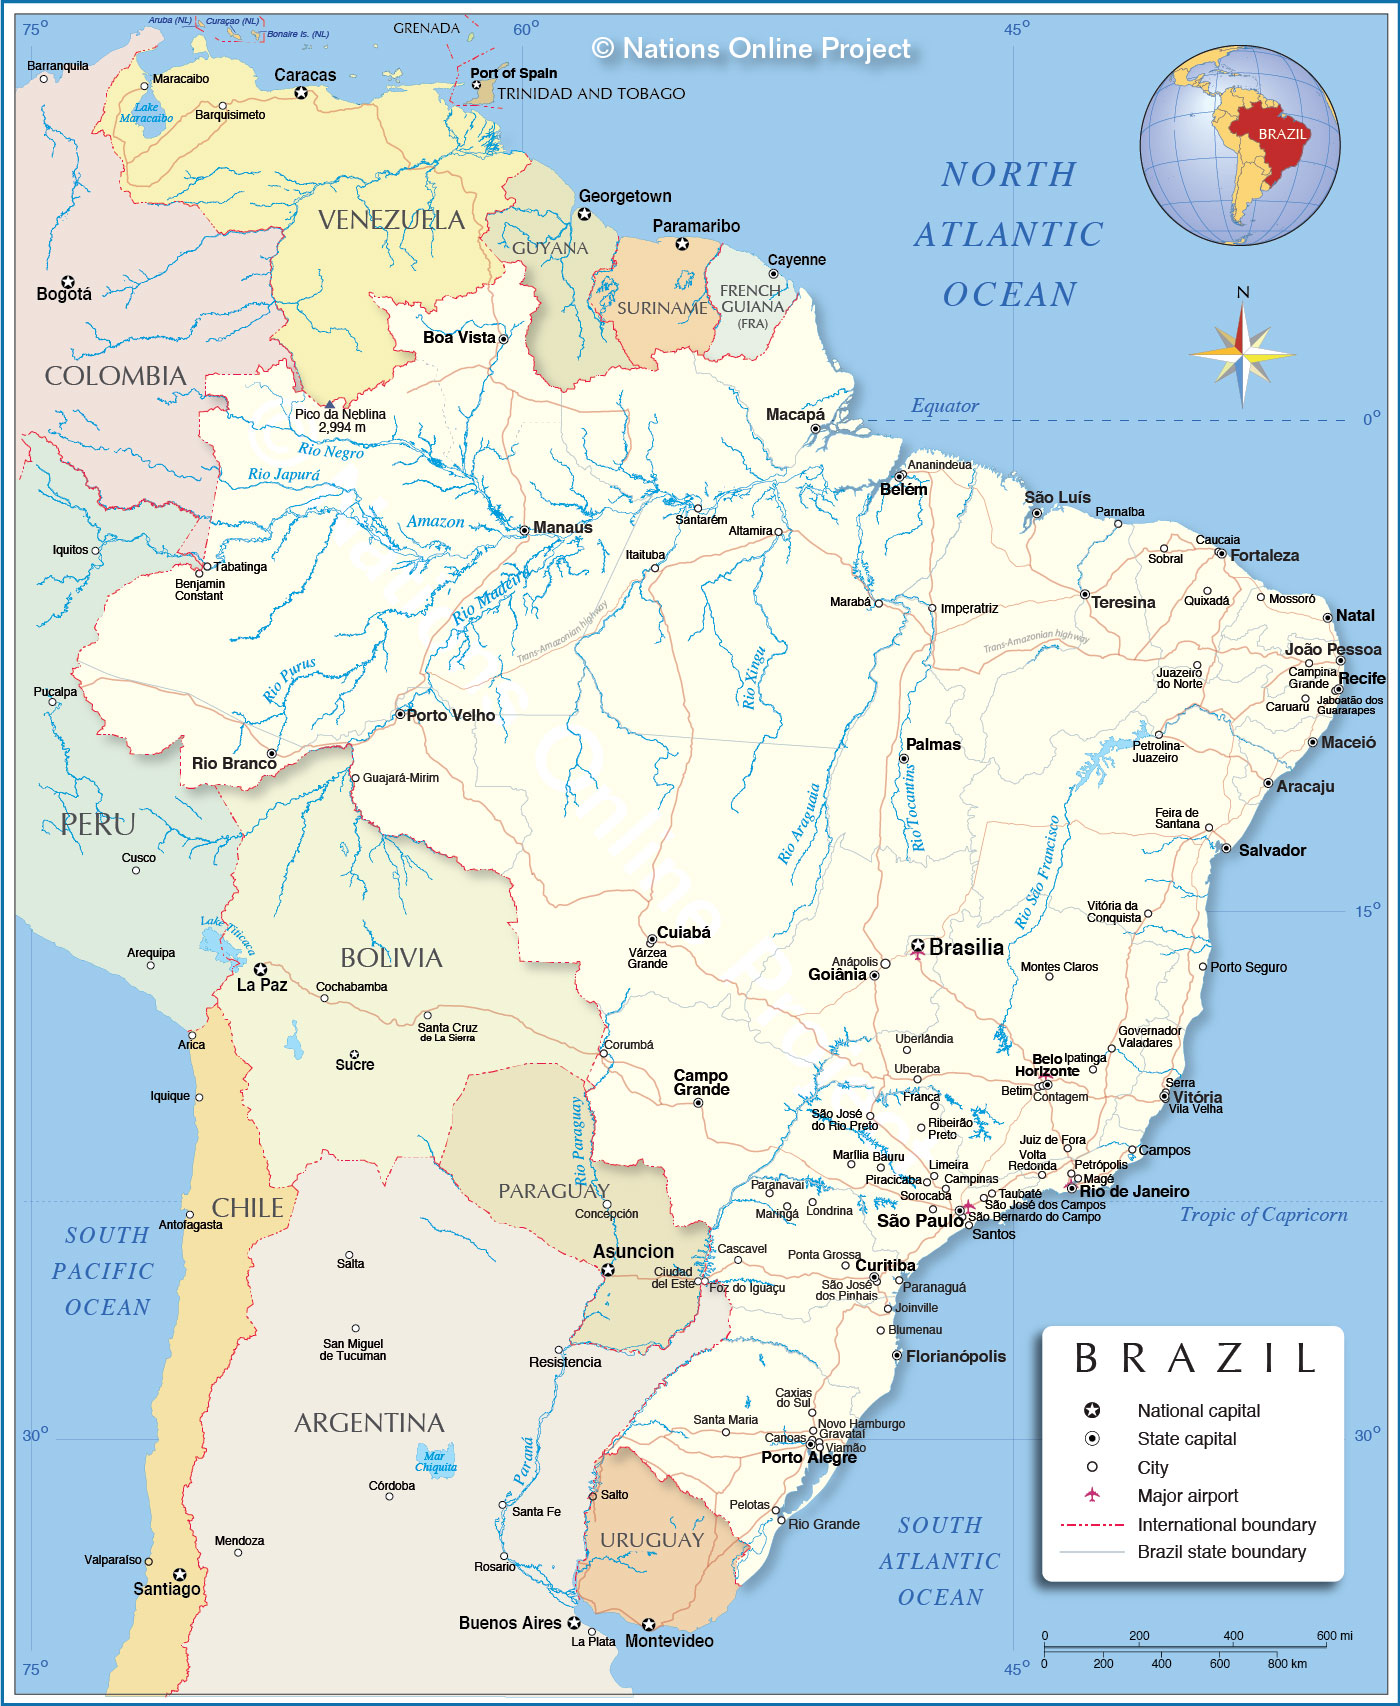 75°
Aruba (NL)
Curaçao (NL)
Bonaire Is. (NL)
GRENADA
60°
45°
© Nations Online Project
Barranquila
Maracaibo
Lake
Maracaibo
Barquisimeto
Caracas
Port of Spain
TRINIDAD AND TOBAGO
BRAZIL
NORTH
ATLANTIC
OCEAN
VENEZUELA
Georgetown
GUYANA
Paramaribo
SURINAME
Cayenne
FRENCH
GUIANA
(FRA)
Bogotá
COLOMBIA
Boa Vista
N
Pico da Neblina
2,994 m
Macapá
Equator
0°
Rio Negro
Rio Japurá
Amazon
Manaus
Santarém
Altamira
Itaituba
Ananindeua
Belém
São Luís
Parnaíba
Caucaia
Fortaleza
Sobral
Iquitos
Tabatinga
Benjamin
Constant
Rio Madeira
Trans-Amazonian highway
Marabá
Imperatriz
Teresina
Quixadá
Mossoró
Natal
Trans-Amazonian highway
João Pessoa
Juazeiro
do Norte
Campina
Grande
Recife
Caruaru
Jaboatão dos
Guararapes
Rio Purus
Rio Xingu
Pucalpa
Porto Velho
Rio Branco
Guajará-Mirim
Palmas
Petrolina-
Juazeiro
Maceió
Aracaju
PERU
Cusco
Rio Araguaia
Rio Tocantins
Rio São Francisco
Feira de
Santana
Salvador
Vitória da
Conquista
15°
Lake Titicaca
Arequipa
BOLIVIA
La Paz
Cochabamba
Santa Cruz
de La Sierra
Sucre
Cuiabá
Várzea
Grande
Brasilia
Anápolis
Goiânia
Montes Claros
Porto Seguro
Arica
Iquique
Corumbá
Campo
Grande
Uberlândia
Uberaba
Governador
Valadares
Belo
Horizonte
Ipatinga
Betim
Contagem
Serra
Vitória
Vila Velha
Franca
São José
do Rio Preto
Ribeirão
Preto
Juiz de Fora
Campos
Rio Paraguay
Marília
Bauru
Limeira
Volta
Redonda
Petrópolis
Magé
Piracicaba
Campinas
Rio de Janeiro
Sorocaba
Taubaté
São José dos Campos
São Paulo
São Bernardo do Campo
Santos
Paranavaí
Maringá
Londrina
PARAGUAY
Concepción
CHILE
Antofagasta
Tropic of Capricorn
SOUTH
PACIFIC
OCEAN
Salta
Asuncion
Ciudad
del Este
Cascavel
Foz do Iguaçu
Ponta Grossa
Curitiba
São José
dos Pinhais
Paranaguá
Joinville
Blumenau
Florianópolis
San Miguel
de Tucuman
Resistencia
ARGENTINA
Mar
Chiquita
Córdoba
Paraná
Santa Fe
Caxias
do Sul
Santa Maria
Novo Hamburgo
Gravataí
Canoas
Viamão
Porto Alegre
30°
30°
Salto
Pelotas
Rio Grande
URUGUAY
Mendoza
Valparaíso
Santiago
Rosario
Buenos Aires
La Plata
Montevideo
SOUTH
ATLANTIC
OCEAN
BRAZIL
National capital
State capital
City
Major airport
International boundary
Brazil state boundary
0 200 400 600 mi
0 200 400 600 800 km
75°
45°